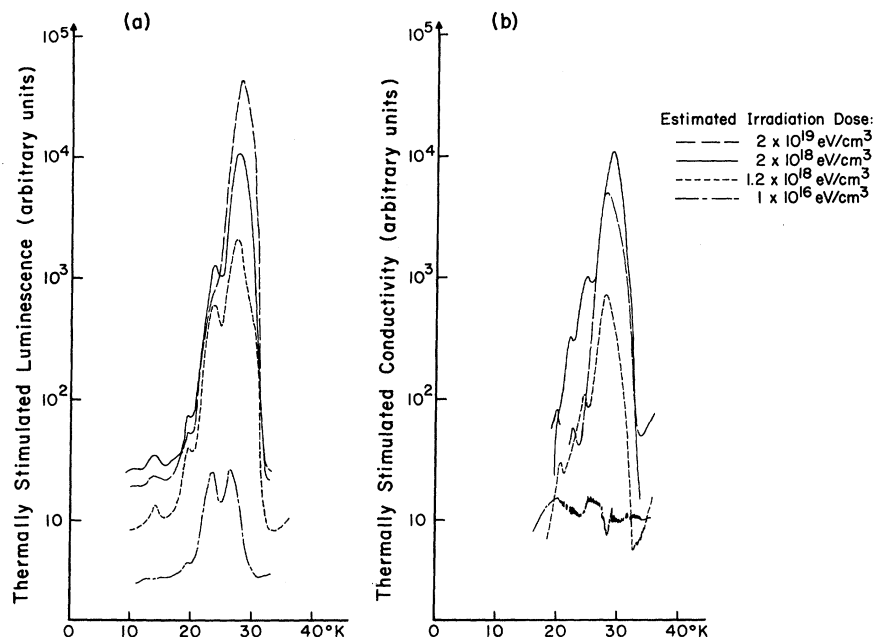 (a)
(b)
Thermally Stimulated Luminescence (arbitrary units)
10⁵
10⁴
10³
10²
10
0 10 20 30 40°K
Thermally Stimulated Conductivity (arbitrary units)
10⁵
10⁴
10³
10²
10
0 10 20 30 40°K
Estimated Irradiation Dose:
2 x 10¹⁹ eV/cm³
2 x 10¹⁸ eV/cm³
1.2 x 10¹⁸ eV/cm³
1 x 10¹⁶ eV/cm³